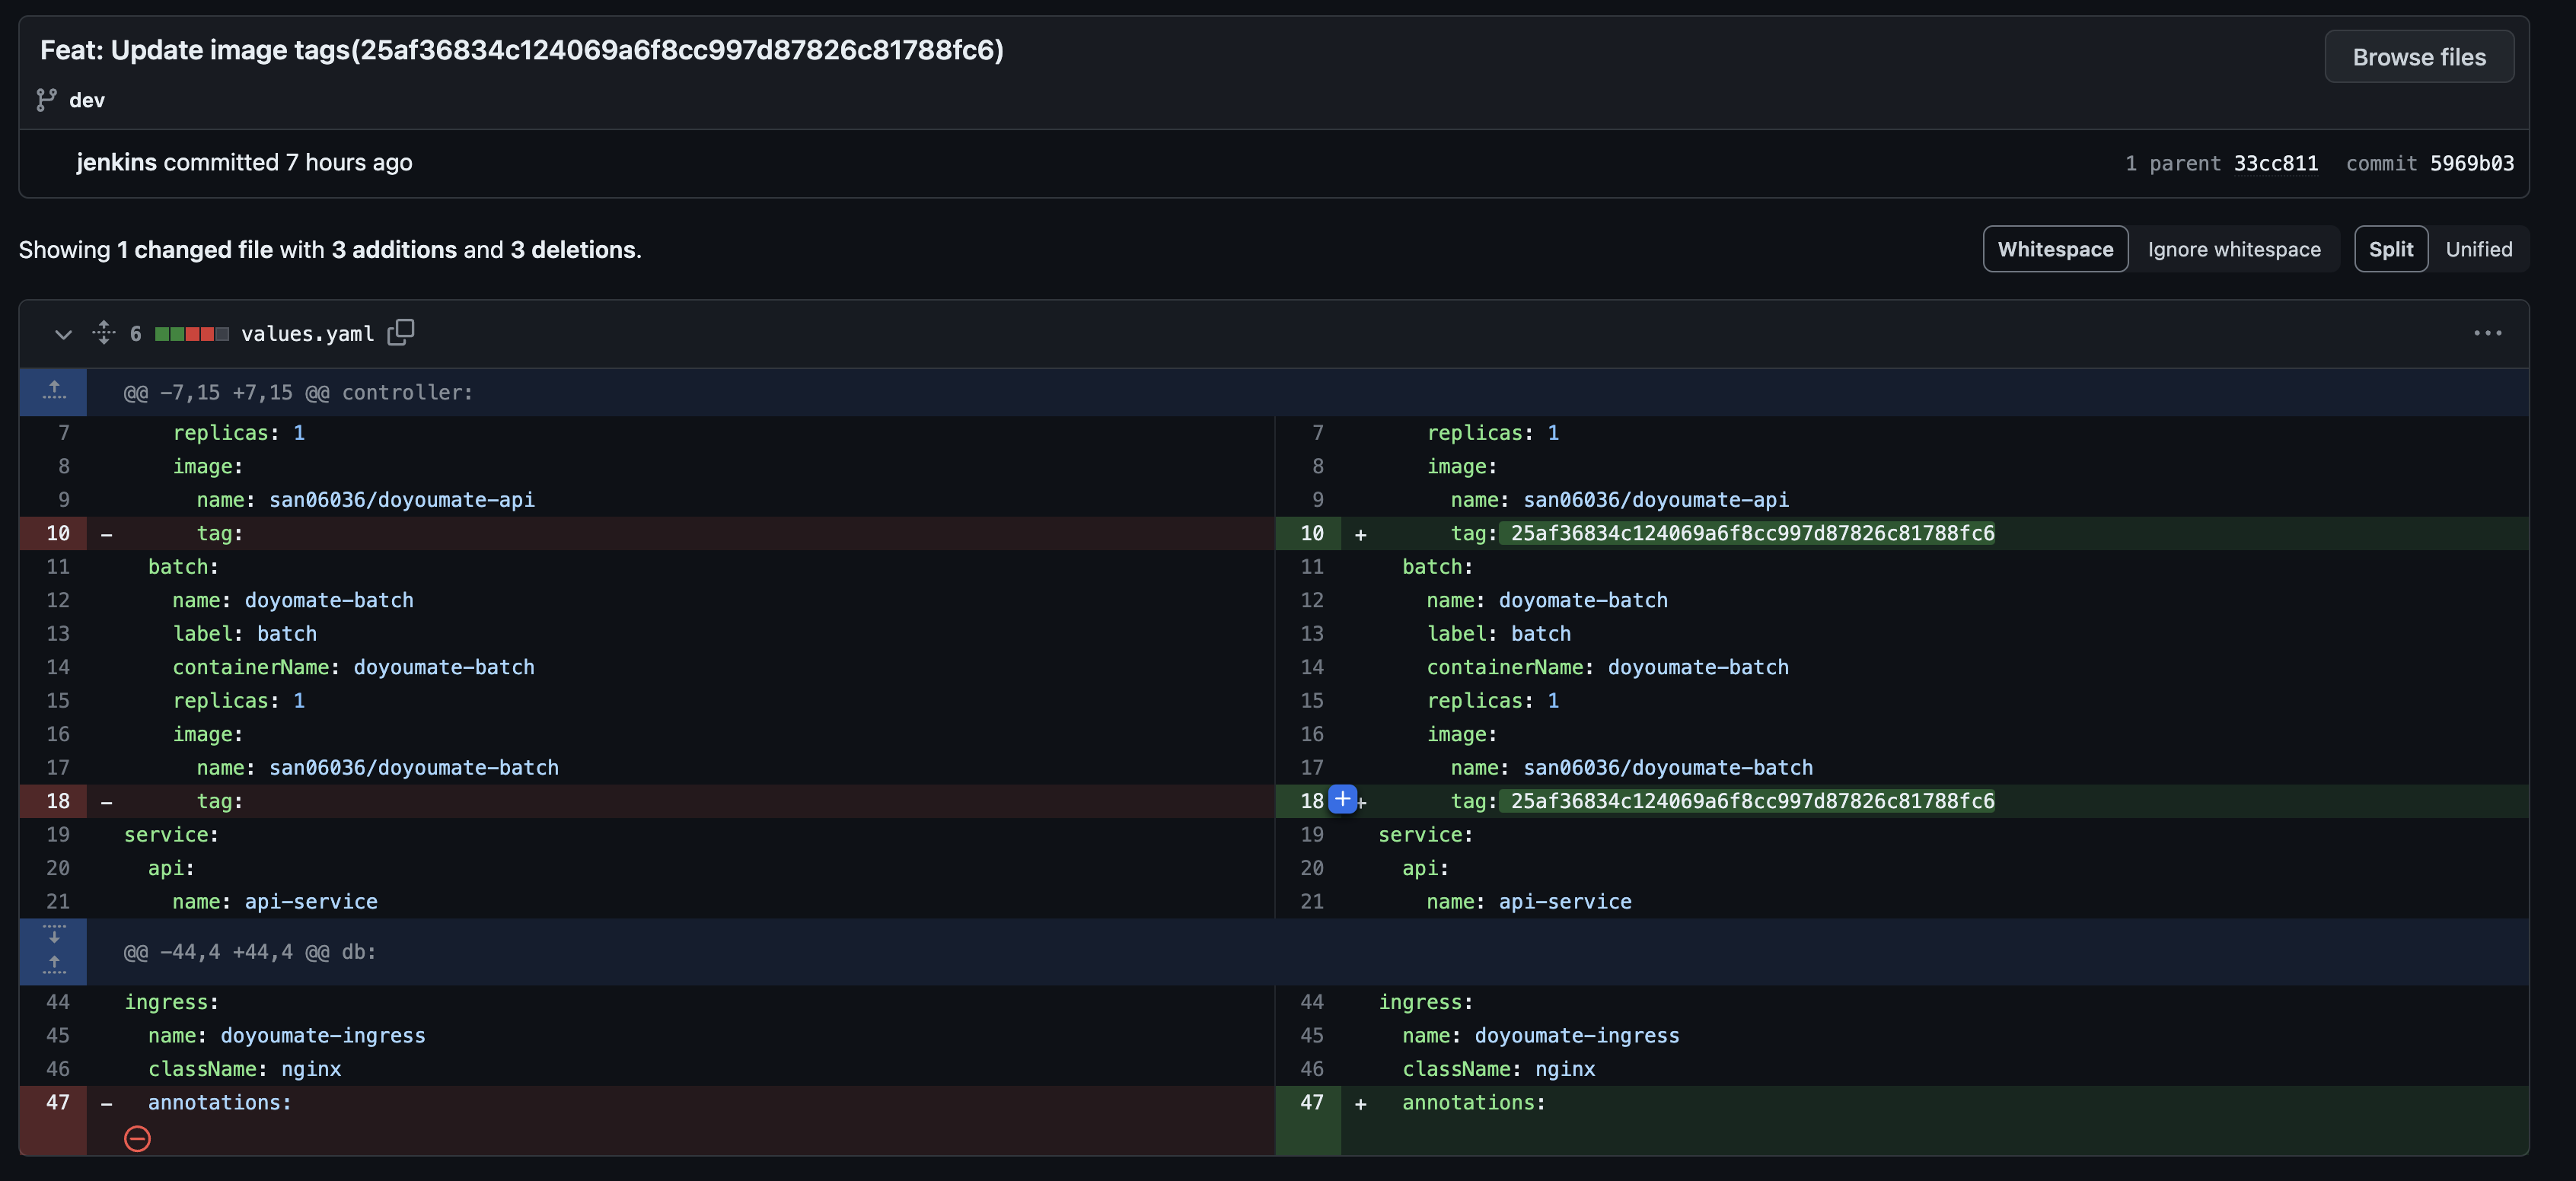 Feat: Update image tags(25af36834c124069a6f8cc997d87826c81788fc6)
Browse files
dev
jenkins committed 7 hours ago
1 parent 33cc811 commit 5969b03
Showing 1 changed file with 3 additions and 3 deletions.
Whitespace Ignore whitespace Split Unified
6 values.yaml
@@ -7,15 +7,15 @@ controller:
7 replicas: 1 7 replicas: 1
8 image: 8 image:
9 name: san06036/doyoumate-api 9 name: san06036/doyoumate-api
10 - tag: 10 + tag: 25af36834c124069a6f8cc997d87826c81788fc6
11 batch: 11 batch:
12 name: doyomate-batch 12 name: doyomate-batch
13 label: batch 13 label: batch
14 containerName: doyoumate-batch 14 containerName: doyoumate-batch
15 replicas: 1 15 replicas: 1
16 image: 16 image:
17 name: san06036/doyoumate-batch 17 name: san06036/doyoumate-batch
18 - tag: 18 + tag: 25af36834c124069a6f8cc997d87826c81788fc6
19 service: 19 service:
20 api: 20 api:
21 name: api-service 21 name: api-service
@@ -44,4 +44,4 @@ db:
44 ingress: 44 ingress:
45 name: doyoumate-ingress 45 name: doyoumate-ingress
46 className: nginx 46 className: nginx
47 - annotations: 47 + annotations: